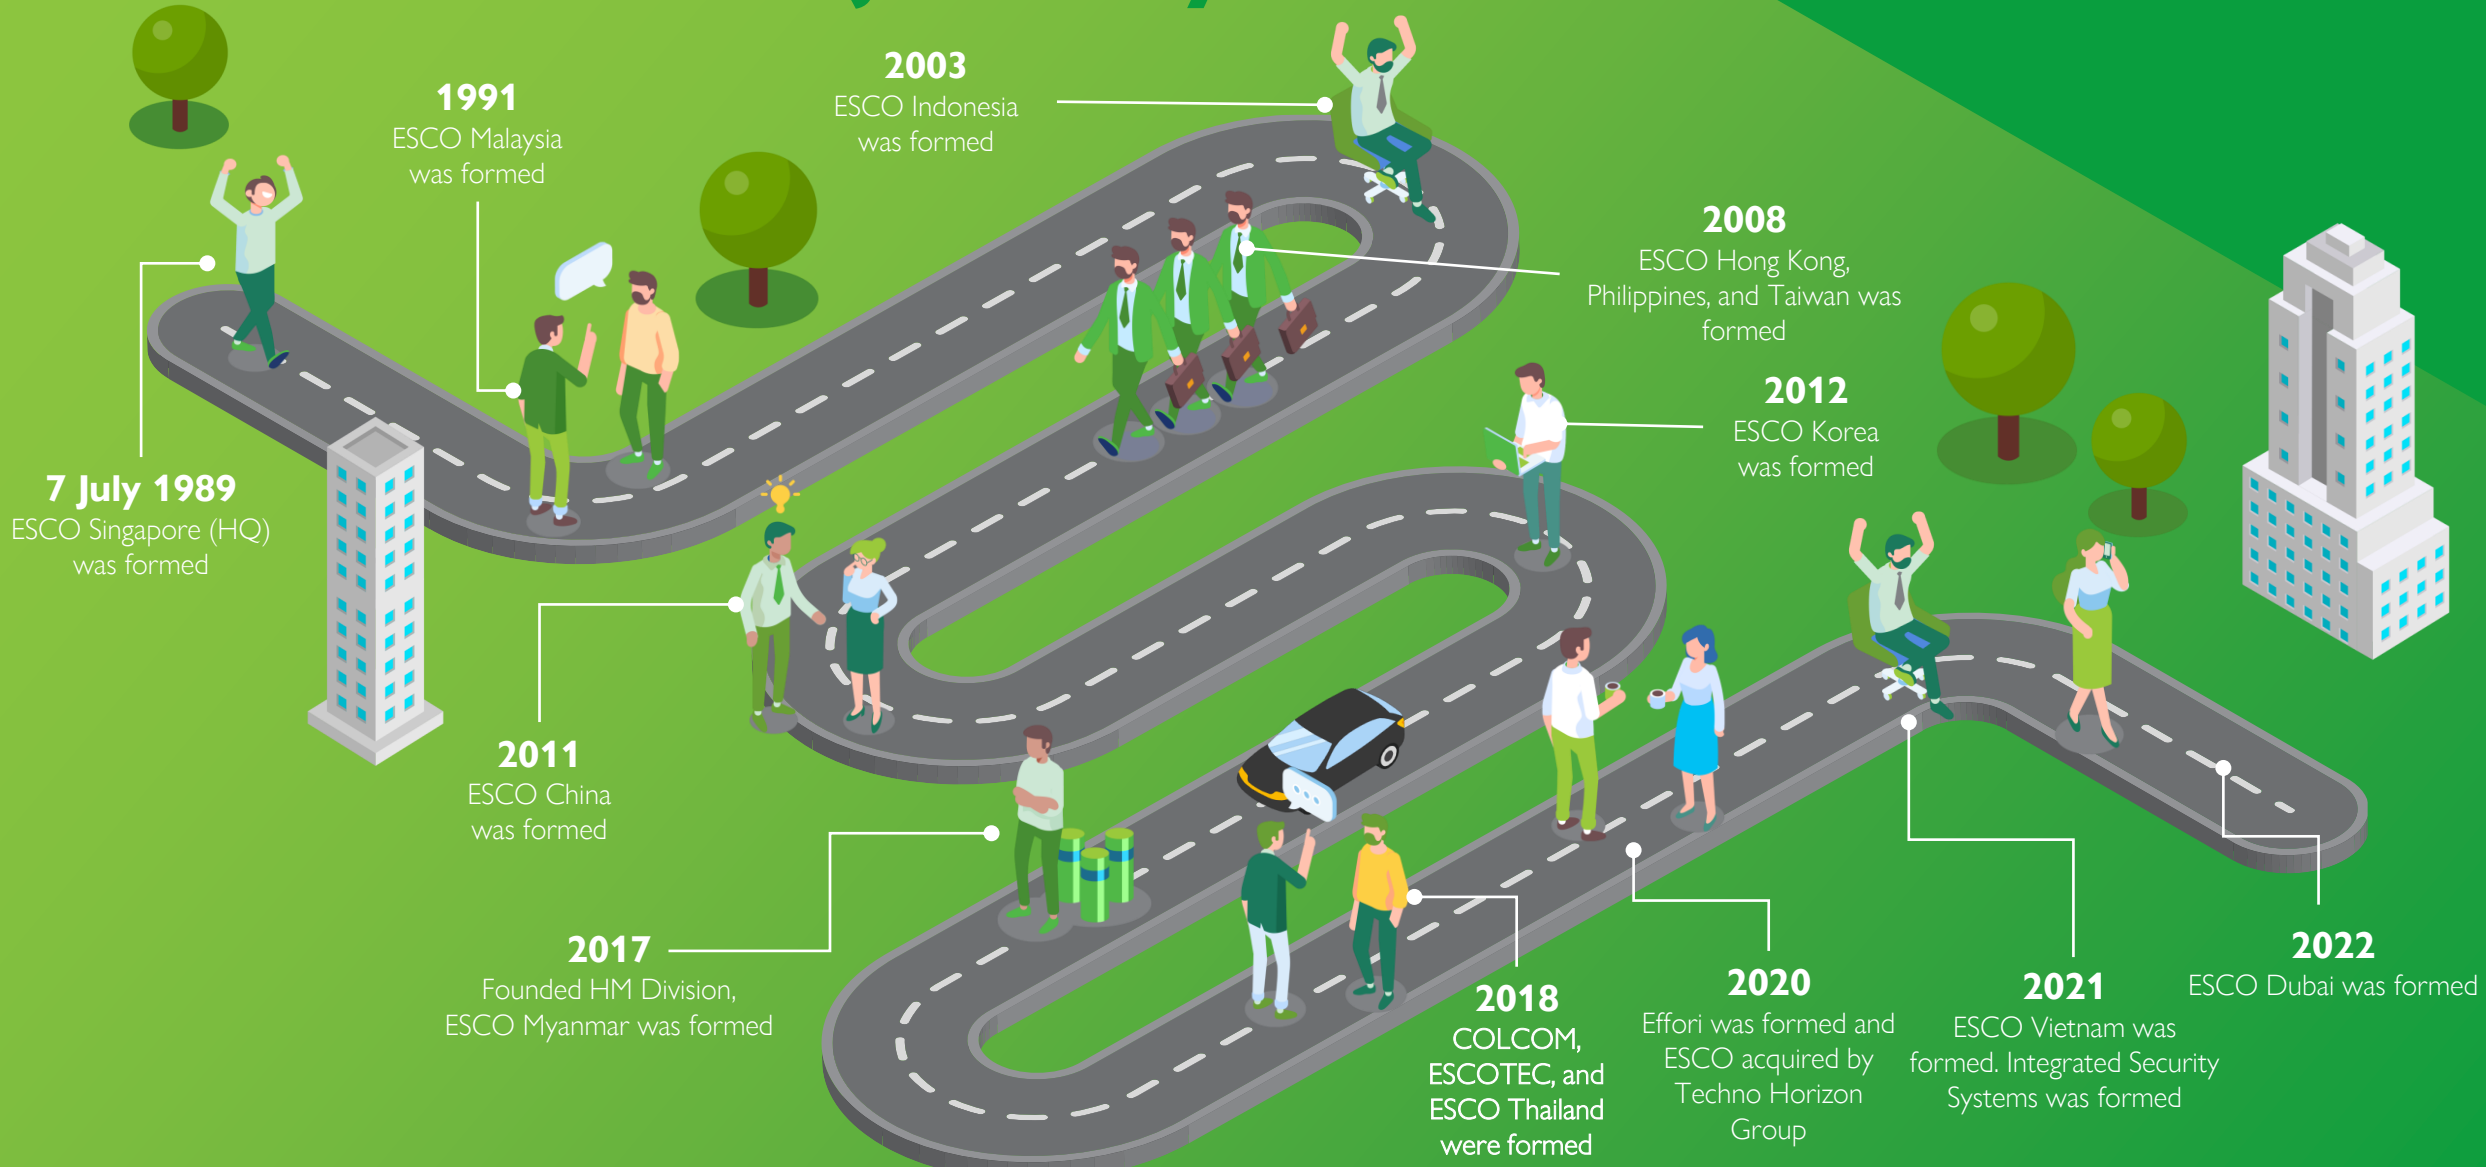 7 July 1989
ESCO Singapore (HQ)
was formed
1991
ESCO Malaysia
was formed
2003
ESCO Indonesia
was formed
2008
ESCO Hong Kong,
Philippines, and Taiwan was
formed
2011
ESCO China
was formed
2012
ESCO Korea
was formed
2017
Founded HM Division,
ESCO Myanmar was formed
2018
COLCOM,
ESCOTEC, and
ESCO Thailand
were formed
2020
Effori was formed and
ESCO acquired by
Techno Horizon
Group
2021
ESCO Vietnam was
formed. Integrated Security
Systems was formed
2022
ESCO Dubai was formed